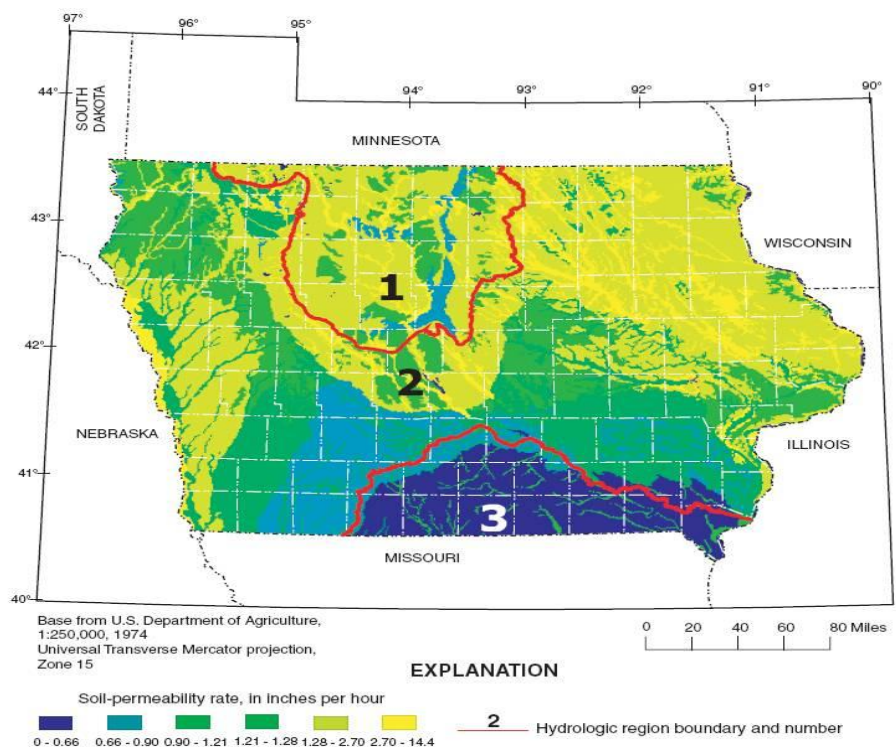 97°
96°
95°
94°
93°
92°
91°
90°
44°
SOUTH
DAKOTA
MINNESOTA
43°
WISCONSIN
1
42°
2
NEBRASKA
ILLINOIS
41°
3
MISSOURI
40°
Base from U.S. Department of Agriculture,
1:250,000, 1974
Universal Transverse Mercator projection,
Zone 15
0 20 40 60 80 Miles
EXPLANATION
Soil-permeability rate, in inches per hour
0 - 0.66 0.66 - 0.90 0.90 - 1.21 1.21 - 1.28 1.28 - 2.70 2.70 - 14.4
2 Hydrologic region boundary and number